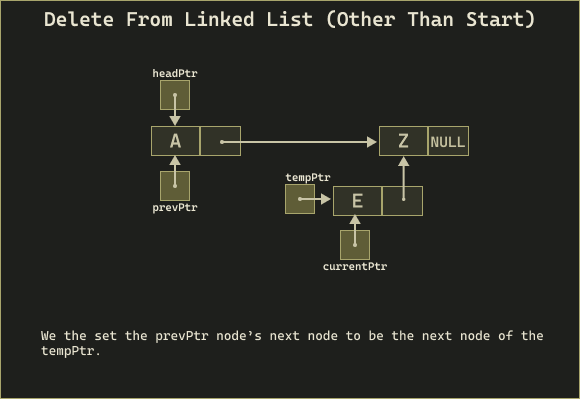 Delete From Linked List (Other Than Start)
headPtr
A
Z
NULL
tempPtr
E
prevPtr
currentPtr
We the set the prevPtr node's next node to be the next node of the
tempPtr.